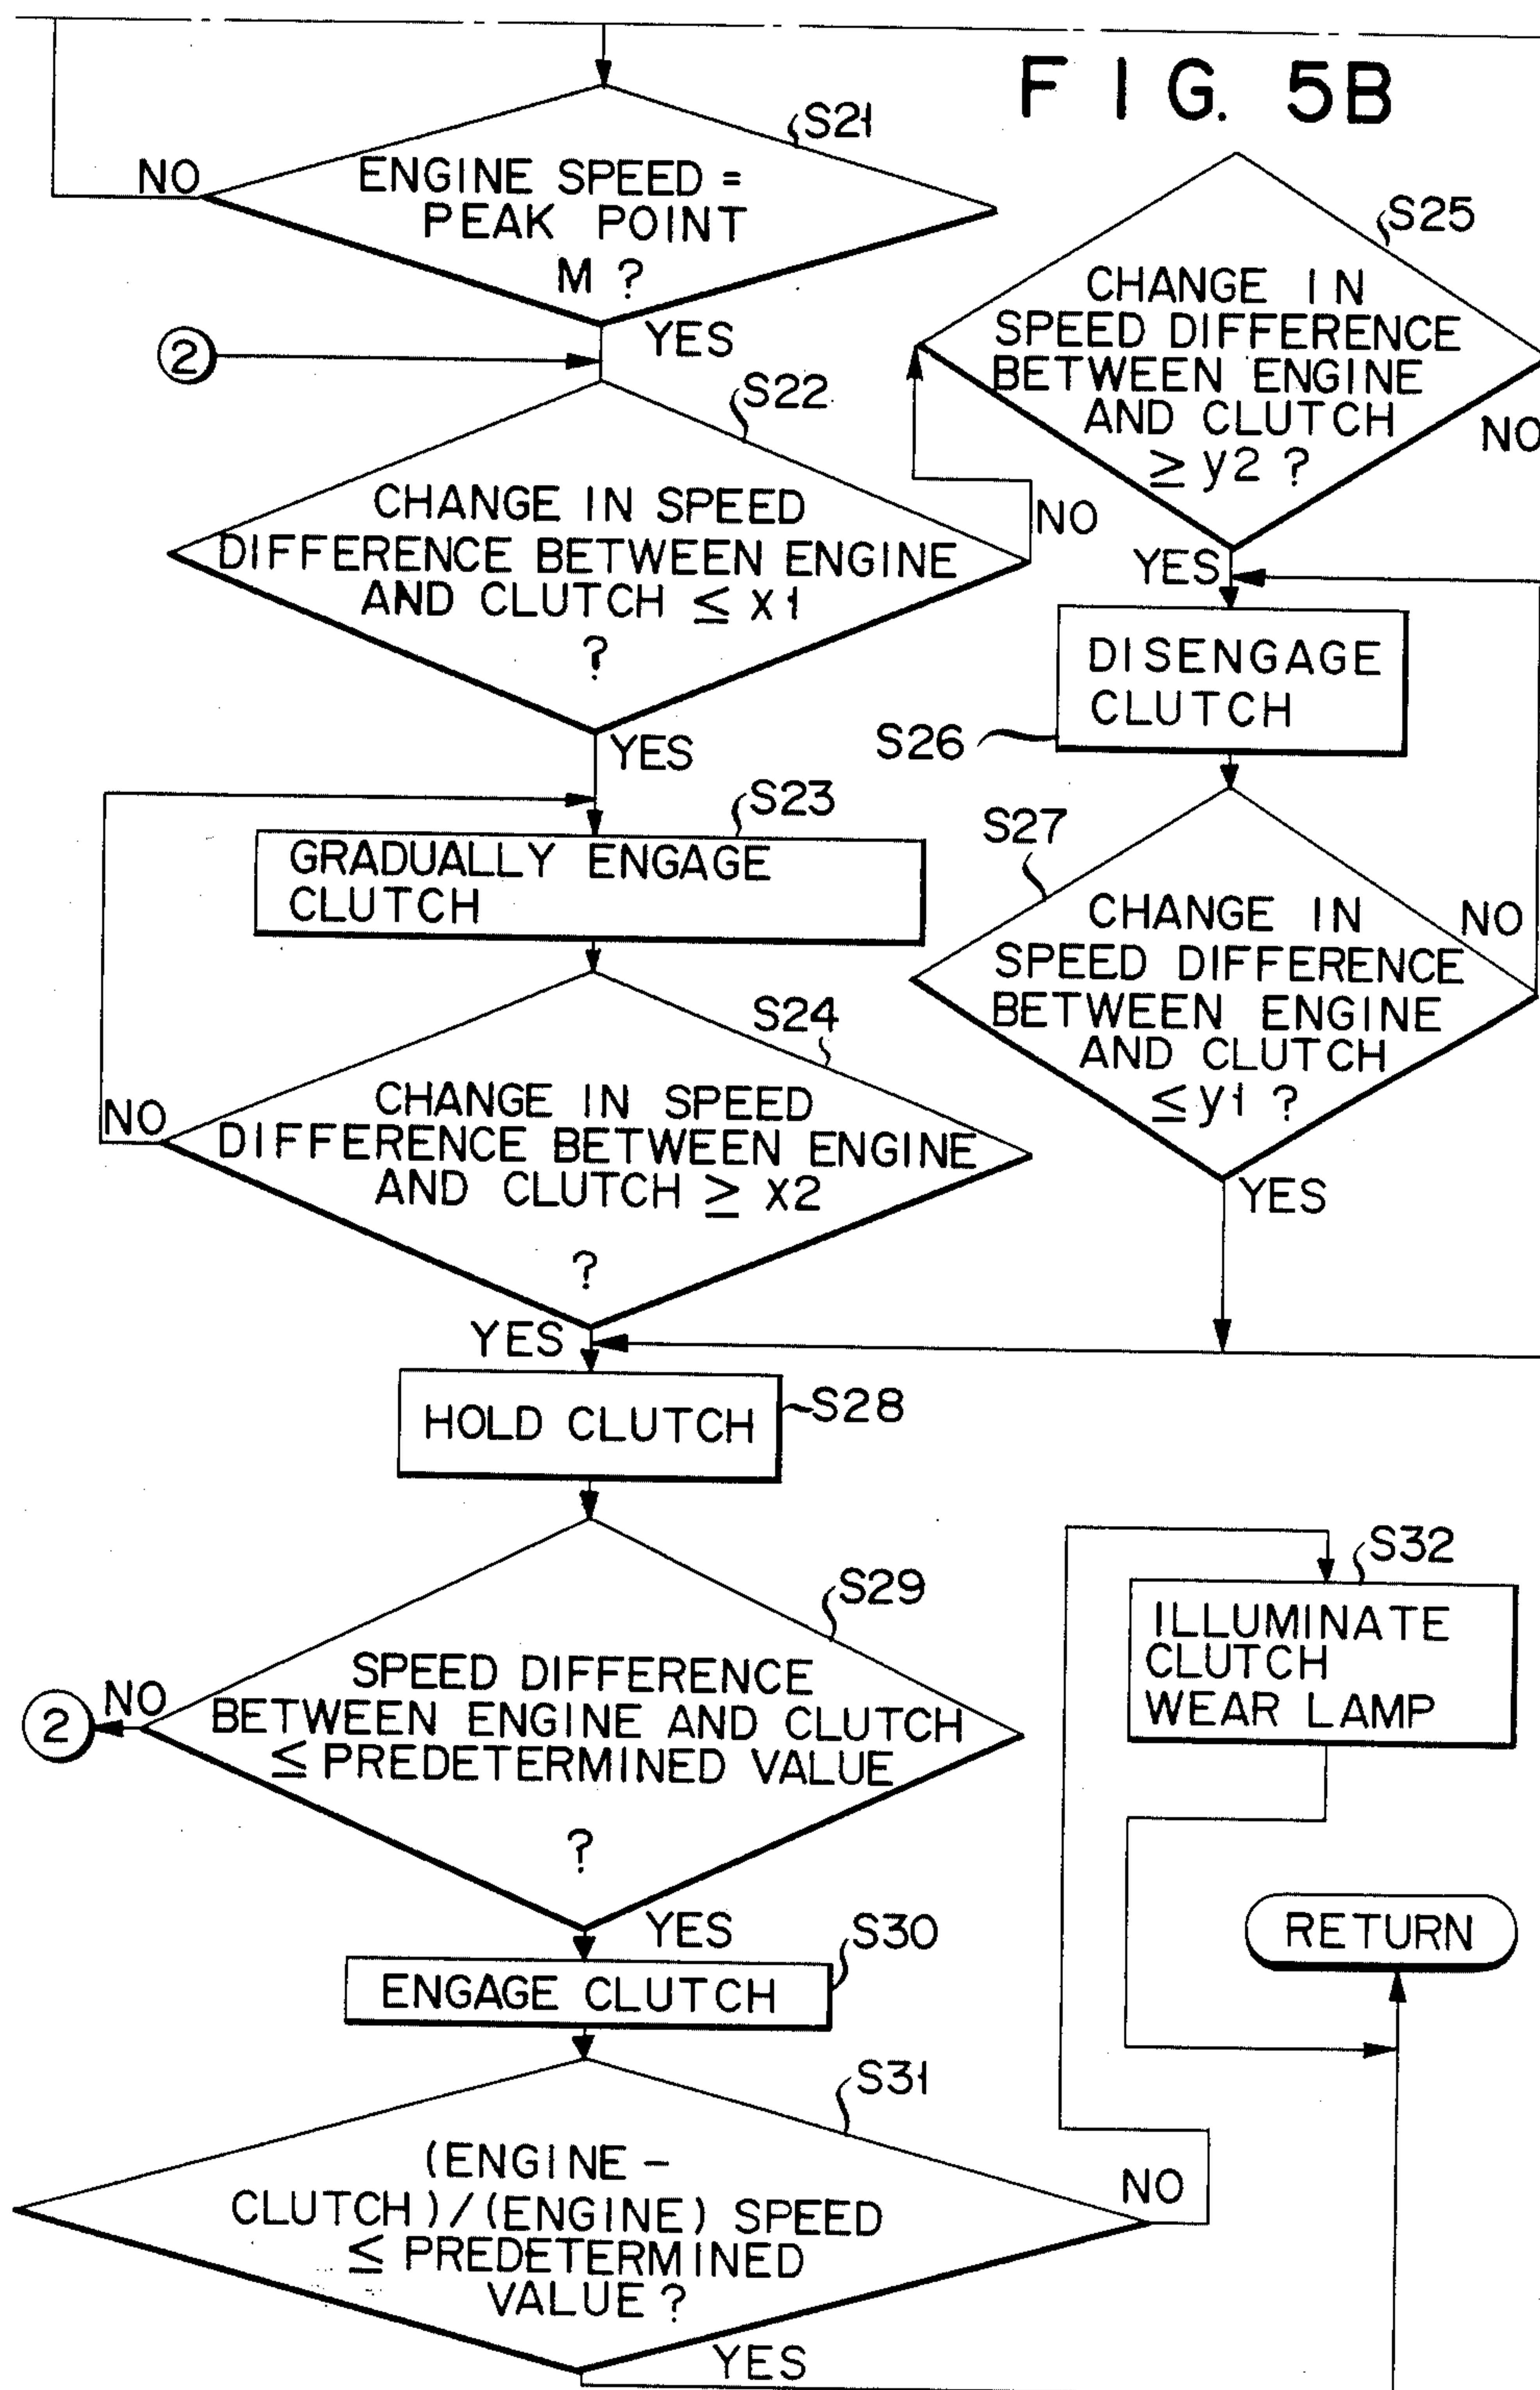 FIG. 5B
S21
NO
ENGINE SPEED =
PEAK POINT
M ?
YES
2
S22
CHANGE IN SPEED
DIFFERENCE BETWEEN ENGINE
AND CLUTCH ≤ X1
?
NO
YES
S23
GRADUALLY ENGAGE
CLUTCH
S24
CHANGE IN SPEED
DIFFERENCE BETWEEN ENGINE
AND CLUTCH ≥ X2
?
NO
YES
S25
CHANGE IN
SPEED DIFFERENCE
BETWEEN ENGINE
AND CLUTCH
≥ y2 ?
NO
YES
DISENGAGE
CLUTCH
S26
S27
CHANGE IN
SPEED DIFFERENCE
BETWEEN ENGINE
AND CLUTCH
≤ y1 ?
NO
YES
HOLD CLUTCH
S28
S29
SPEED DIFFERENCE
BETWEEN ENGINE AND CLUTCH
≤ PREDETERMINED VALUE
?
NO
2
YES
S30
ENGAGE CLUTCH
S31
(ENGINE –
CLUTCH)/(ENGINE) SPEED
≤ PREDETERMINED
VALUE ?
NO
YES
S32
ILLUMINATE
CLUTCH
WEAR LAMP
RETURN